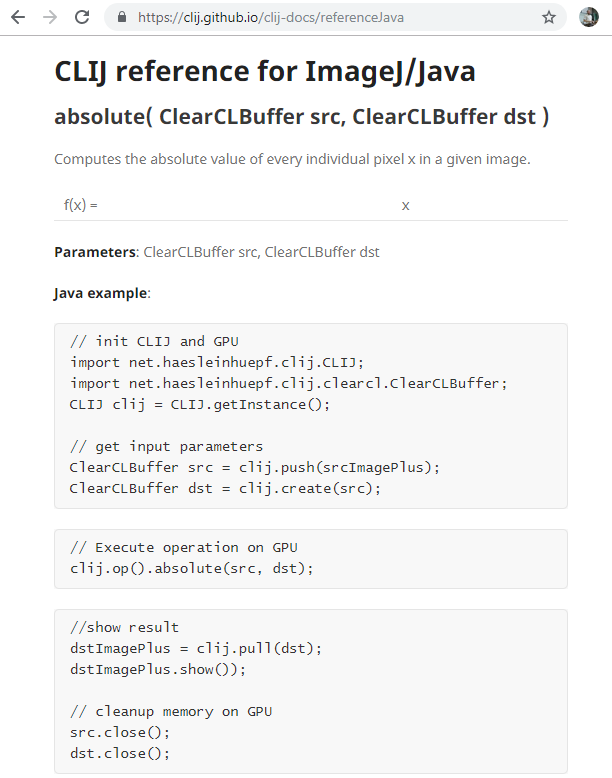 https://clij.github.io/clij-docs/referenceJava
CLIJ reference for ImageJ/Java
absolute( ClearCLBuffer src, ClearCLBuffer dst )
Computes the absolute value of every individual pixel x in a given image.
f(x) = x
Parameters: ClearCLBuffer src, ClearCLBuffer dst
Java example:
// init CLIJ and GPU
import net.haesleinhuepf.clij.CLIJ;
import net.haesleinhuepf.clij.clearcl.ClearCLBuffer;
CLIJ clij = CLIJ.getInstance();
// get input parameters
ClearCLBuffer src = clij.push(srcImagePlus);
ClearCLBuffer dst = clij.create(src);
// Execute operation on GPU
clij.op().absolute(src, dst);
//show result
dstImagePlus = clij.pull(dst);
dstImagePlus.show());
// cleanup memory on GPU
src.close();
dst.close();